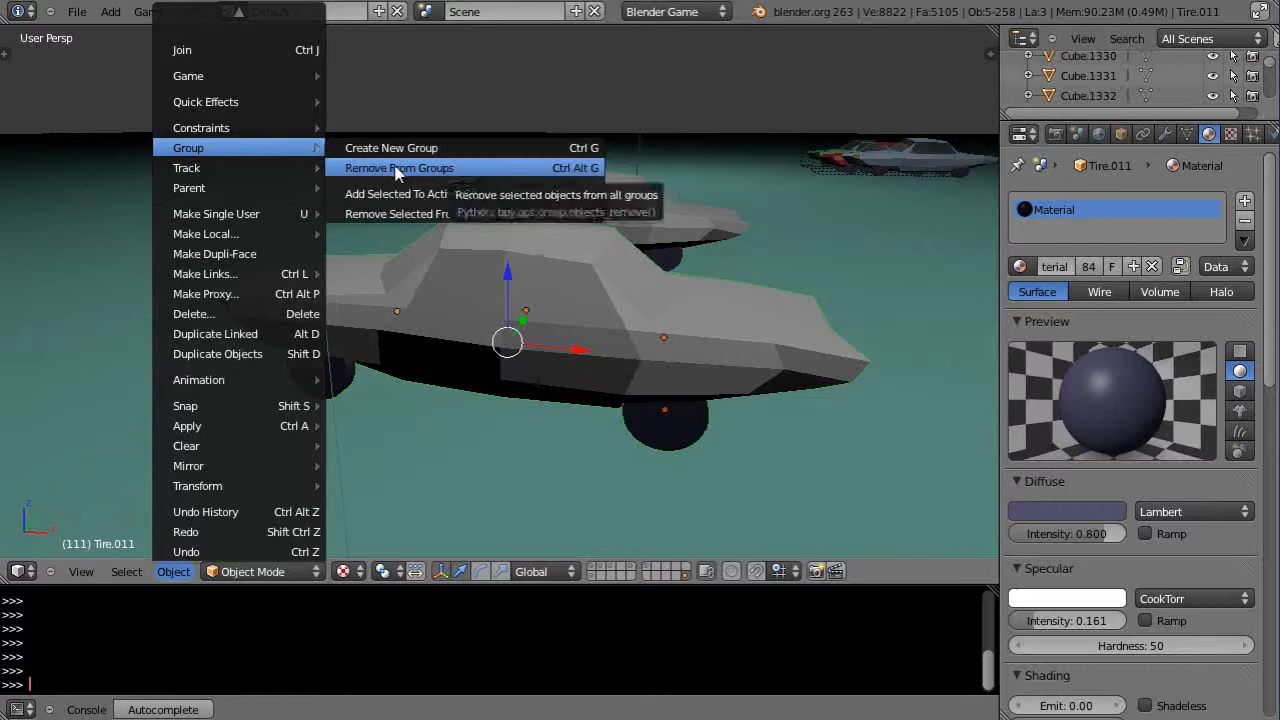 File
Add
Scene
Blender Game
blender.org 263 | Ve:8822 | Fa:5105 | Ob:5-258 | La:3 | Mem:90.23M (0.49M) | Tire.011
User Persp
View
Search
All Scenes
Cube.1330
Cube.1331
Cube.1332
Join Ctrl J
Game
Quick Effects
Constraints
Group
Track
Parent
Make Single User U
Make Local...
Make Dupli-Face
Make Links... Ctrl L
Make Proxy... Ctrl Alt P
Delete... Delete
Duplicate Linked Alt D
Duplicate Objects Shift D
Animation
Snap Shift S
Apply Ctrl A
Clear
Mirror
Transform
Undo History Ctrl Alt Z
Redo Shift Ctrl Z
Undo Ctrl Z
Create New Group Ctrl G
Remove From Groups Ctrl Alt G
Add Selected To Acti
Remove Selected Fro
Remove selected objects from all groups
Python: bpy.ops.group.objects_remove()
Tire.011
Material
Material
terial 84 F
Data
Surface Wire Volume Halo
Preview
Diffuse
Lambert
Intensity: 0.800 Ramp
Specular
CookTorr
Intensity: 0.161 Ramp
Hardness: 50
Shading
Emit: 0.00 Shadeless
z
x
(111) Tire.011
View Select Object Object Mode Global
>>>
>>>
>>>
>>>
>>>
>>>
>>>
Console Autocomplete